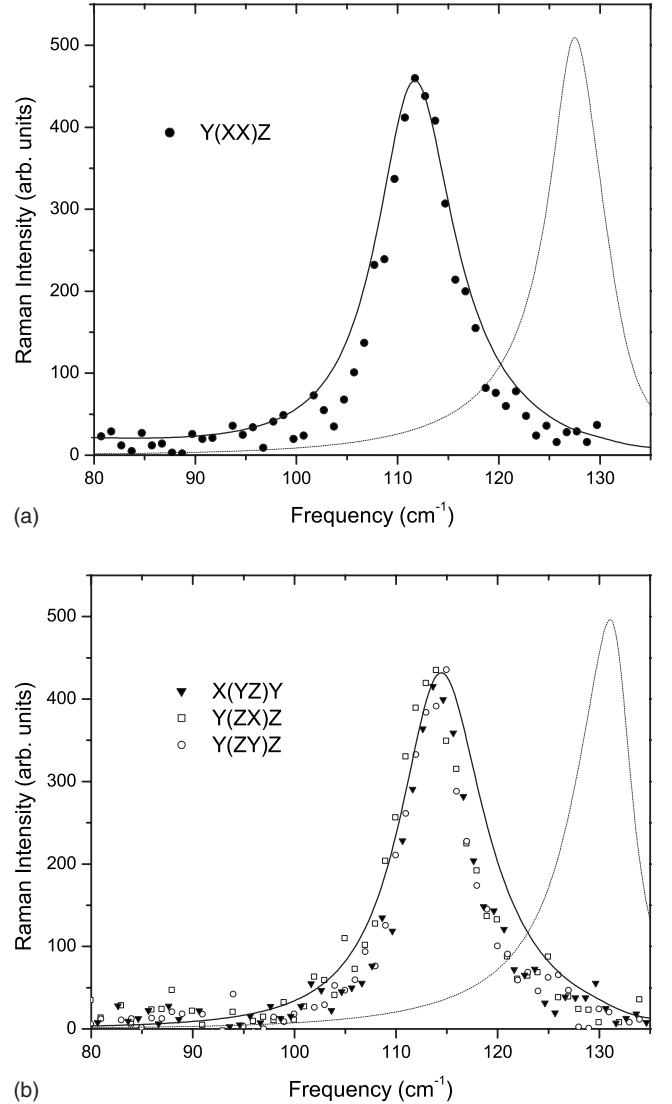 500
400
300
200
100
0
Raman Intensity (arb. units)
Y(XX)Z
80 90 100 110 120 130
Frequency (cm-1)
(a)
500
400
300
200
100
0
Raman Intensity (arb. units)
X(YZ)Y
Y(ZX)Z
Y(ZY)Z
80 90 100 110 120 130
Frequency (cm-1)
(b)